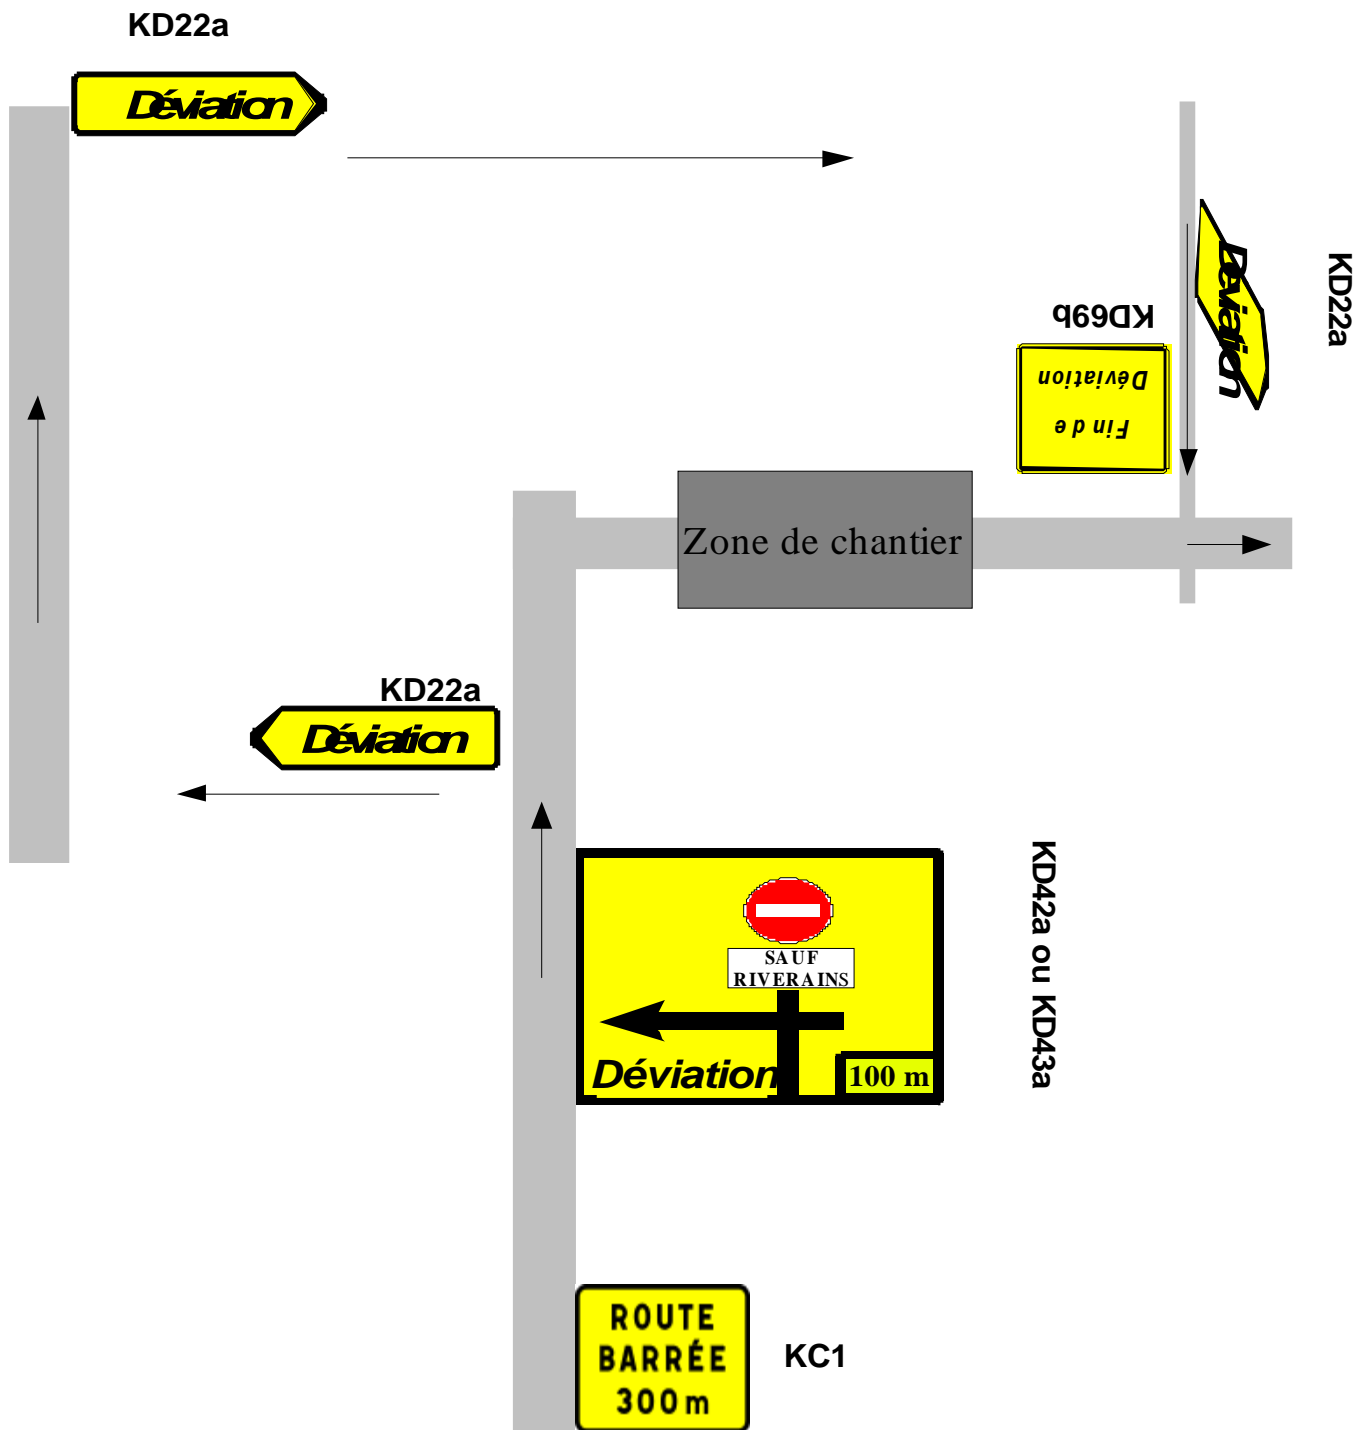 KD22a
Déviation
KD22a
Déviation
KD69b
Fin de
Déviation
Zone de chantier
KD22a
Déviation
KD42a ou KD43a
SAUF
RIVERAINS
Déviation
100 m
ROUTE
BARRÉE
300 m
KC1